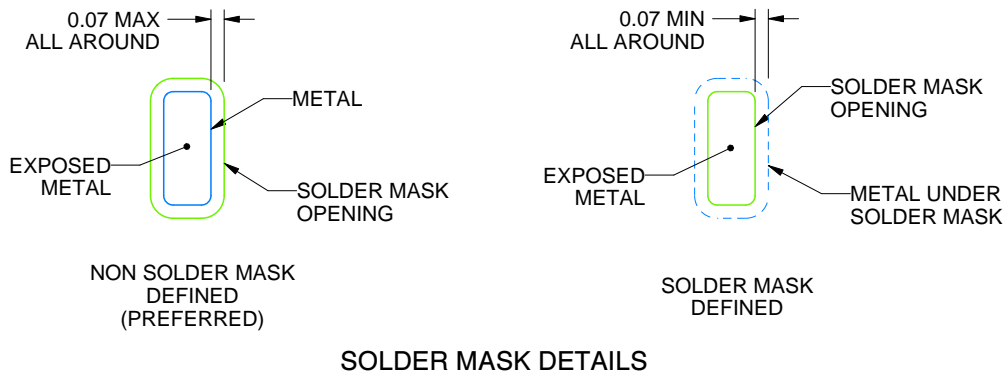 0.07 MAX
ALL AROUND
METAL
EXPOSED
METAL
SOLDER MASK
OPENING
NON SOLDER MASK
DEFINED
(PREFERRED)
0.07 MIN
ALL AROUND
SOLDER MASK
OPENING
EXPOSED
METAL
METAL UNDER
SOLDER MASK
SOLDER MASK
DEFINED
SOLDER MASK DETAILS